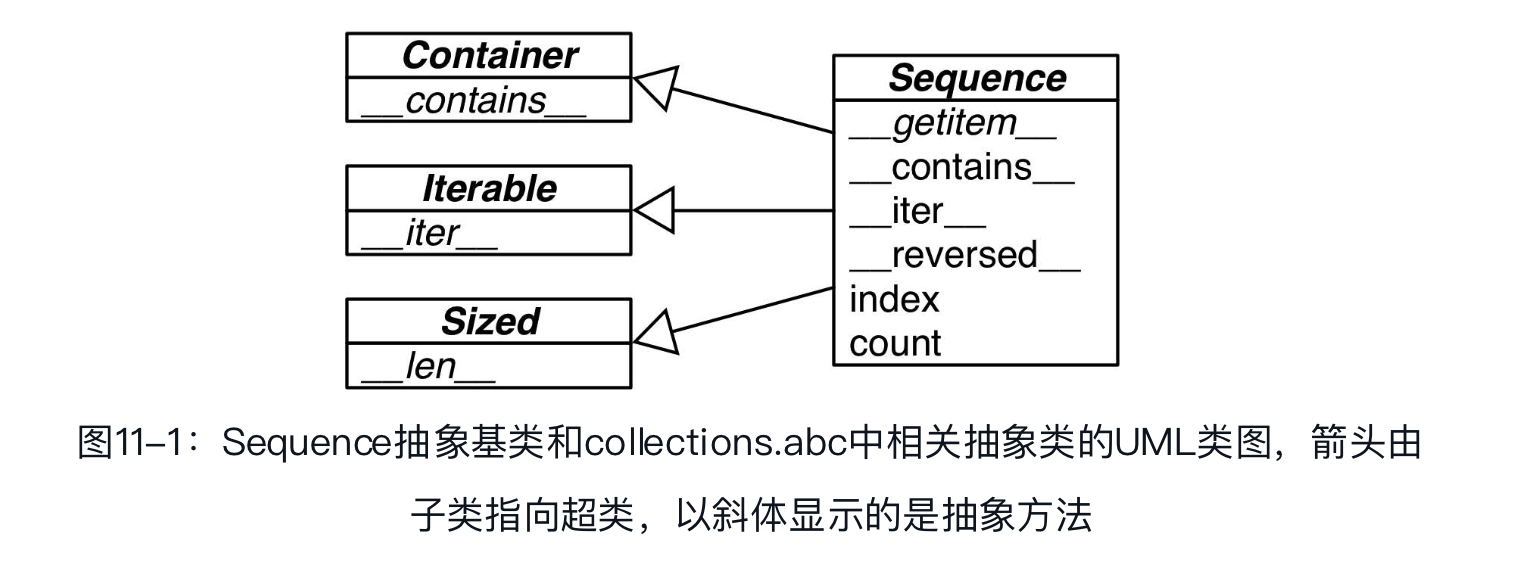 Container
__contains__
Iterable
__iter__
Sized
__len__
Sequence
__getitem__
__contains__
__iter__
__reversed__
index
count
图11-1：Sequence抽象基类和collections.abc中相关抽象类的UML类图，箭头由
子类指向超类，以斜体显示的是抽象方法